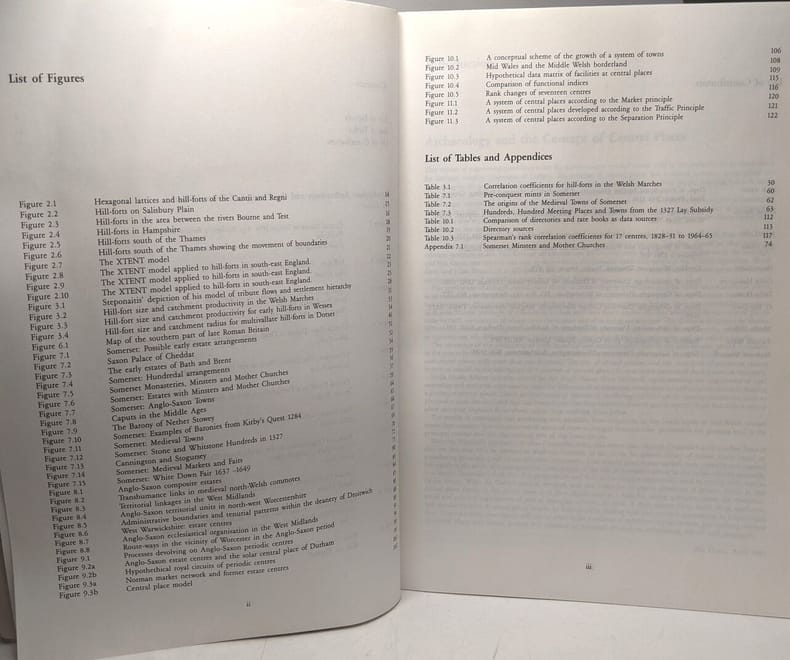 List of Figures
Figure 2.1 Hexagonal lattices and hill-forts of the Cantii and Regni
Figure 2.2 Hill-forts on Salisbury Plain
Figure 2.3 Hill-forts in the area between the rivers Bourne and Test
Figure 2.4 Hill-forts in Hampshire
Figure 2.5 Hill-forts south of the Thames
Figure 2.6 Hill-forts south of the Thames showing the movement of boundaries
Figure 2.7 The XTENT model
Figure 2.8 The XTENT model applied to hill-forts in south-east England.
Figure 2.9 The XTENT model applied to hill-forts in south-east England.
Figure 2.10 The XTENT model applied to hill-forts in south-east England
Figure 3.1 Steponaitis' depiction of his model of tribute flows and settlement hierarchy
Figure 3.2 Hill-fort size and catchment productivity in the Welsh Marches
Figure 3.3 Hill-fort size and catchment productivity for early hill-forts in Wessex
Figure 3.4 Hill-fort size and catchment radius for multivallate hill-forts in Dorset
Figure 6.1 Map of the southern part of late Roman Britain
Figure 7.1 Somerset: Possible early estate arrangements
Figure 7.2 Saxon Palace of Cheddar
Figure 7.3 The early estates of Bath and Brent
Figure 7.4 Somerset: Hundredal arrangements
Figure 7.5 Somerset Monasteries, Minsters and Mother Churches
Figure 7.6 Somerset: Estates with Minsters and Mother Churches
Figure 7.7 Somerset: Anglo-Saxon Towns
Figure 7.8 Caputs in the Middle Ages
Figure 7.9 The Barony of Nether Stowey
Figure 7.10 Somerset: Examples of Baronies from Kirby's Quest 1284
Figure 7.11 Somerset: Medieval Towns
Figure 7.12 Somerset: Stone and Whitstone Hundreds in 1327
Figure 7.13 Cannington and Stogursey
Figure 7.14 Somerset: Medieval Markets and Fairs
Figure 7.15 Somerset: White Down Fair 1637 -1649
Figure 8.1 Anglo-Saxon composite estates
Figure 8.2 Transhumance links in medieval north-Welsh commotes
Figure 8.3 Territorial linkages in the West Midlands
Figure 8.4 Anglo-Saxon territorial units in north-west Worcestershire
Figure 8.5 Administrative boundaries and tenurial patterns within the deanery of Droitwich
Figure 8.6 West Warwickshire: estate centres
Figure 8.7 Anglo-Saxon ecclesiastical organisation in the West Midlands
Figure 8.8 Route-ways in the vicinity of Worcester in the Anglo-Saxon period
Figure 9.1 Processes devolving on Anglo-Saxon periodic centres
Figure 9.2a Anglo-Saxon estate centres and the solar central place of Durham
Figure 9.2b Hypothethical royal circuits of periodic centres
Figure 9.3a Norman market network and former estate centres
Figure 9.3b Central place model
ii
Figure 10.1 A conceptual scheme of the growth of a system of towns 106
Figure 10.2 Mid Wales and the Middle Welsh borderland 108
Figure 10.3 Hypothetical data matrix of facilities at central places 109
Figure 10.4 Comparison of functional indices 115
Figure 10.5 Rank changes of seventeen centres 116
Figure 11.1 A system of central places according to the Market principle 120
Figure 11.2 A system of central places developed according to the Traffic Principle 121
Figure 11.3 A system of central places according to the Separation Principle 122
List of Tables and Appendices
Table 3.1 Correlation coefficients for hill-forts in the Welsh Marches 30
Table 7.1 Pre-conquest mints in Somerset 60
Table 7.2 The origins of the Medieval Towns of Somerset 62
Table 7.3 Hundreds, Hundred Meeting Places and Towns from the 1327 Lay Subsidy 63
Table 10.1 Comparison of directories and rate books as data sources 112
Table 10.2 Directory sources 113
Table 10.3 Spearman's rank correlation coefficients for 17 centres, 1828-31 to 1964-65 117
Appendix 7.1 Somerset Minsters and Mother Churches 74
iii